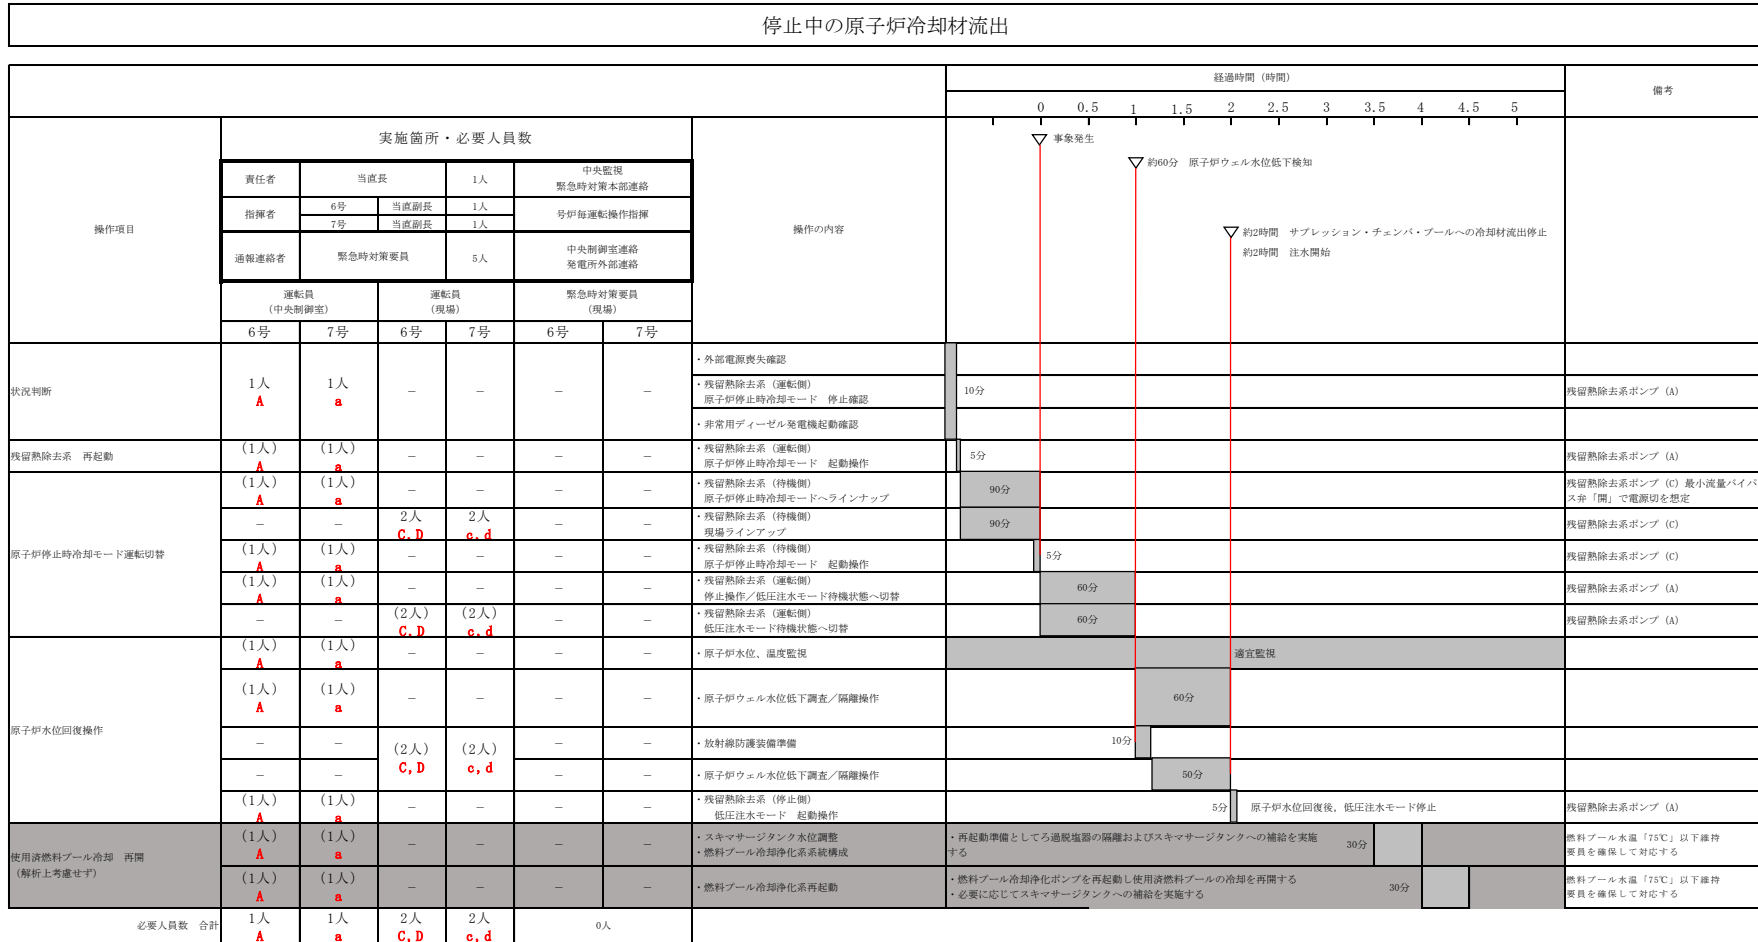 停止中の原子炉冷却材流出
経過時間（時間）
備考
0 0.5 1 1.5 2 2.5 3 3.5 4 4.5 5
操作項目
実施箇所・必要人員数
操作の内容
責任者 当直長 1人 中央監視
緊急時対策本部連絡
指揮者 6号 当直副長 1人 号炉毎運転操作指揮
7号 当直副長 1人
通報連絡者 緊急時対策要員 5人 中央制御室連絡
発電所外部連絡
運転員
（中央制御室）
運転員
（現場）
緊急時対策要員
（現場）
6号 7号 6号 7号 6号 7号
事象発生
約60分 原子炉ウェル水位低下検知
約2時間 サプレッション・チェンバ・プールへの冷却材流出停止
約2時間 注水開始
状況判断
1人 1人 － － － －
A a
・外部電源喪失確認
・残留熱除去系（運転側）
原子炉停止時冷却モード 停止確認
10分
残留熱除去系ポンプ（A）
・非常用ディーゼル発電機起動確認
残留熱除去系 再起動
（1人） （1人） － － － －
A a
・残留熱除去系（運転側）
原子炉停止時冷却モード 起動操作
5分
残留熱除去系ポンプ（A）
原子炉停止時冷却モード運転切替
（1人） （1人） － － － －
A a
・残留熱除去系（待機側）
原子炉停止時冷却モードへラインナップ
90分
残留熱除去系ポンプ（C）最小流量バイパ
ス弁「開」で電源切を想定
－ － 2人 2人 － －
C,D c,d
・残留熱除去系（待機側）
現場ラインアップ
90分
残留熱除去系ポンプ（C）
（1人） （1人） － － － －
A a
・残留熱除去系（待機側）
原子炉停止時冷却モード 起動操作
5分
残留熱除去系ポンプ（C）
（1人） （1人） － － － －
A a
・残留熱除去系（運転側）
停止操作／低圧注水モード待機状態へ切替
60分
残留熱除去系ポンプ（A）
－ － （2人） （2人） － －
C,D c,d
・残留熱除去系（運転側）
低圧注水モード待機状態へ切替
60分
残留熱除去系ポンプ（A）
原子炉水位回復操作
（1人） （1人） － － － －
A a
・原子炉水位、温度監視
適宜監視
（1人） （1人） － － － －
A a
・原子炉ウェル水位低下調査／隔離操作
60分
－ － （2人） （2人） － －
C,D c,d
・放射線防護装備準備
10分
－ － － －
・原子炉ウェル水位低下調査／隔離操作
50分
（1人） （1人） － － － －
A a
・残留熱除去系（停止側）
低圧注水モード 起動操作
5分 原子炉水位回復後，低圧注水モード停止
残留熱除去系ポンプ（A）
使用済燃料プール冷却 再開
（解析上考慮せず）
（1人） （1人） － － － －
A a
・スキマサージタンク水位調整
・燃料プール冷却浄化系系統構成
・再起動準備としてろ過脱塩器の隔離およびスキマサージタンクへの補給を実施
する
30分
燃料プール水温「75℃」以下維持
要員を確保して対応する
（1人） （1人） － － － －
A a
・燃料プール冷却浄化系再起動
・燃料プール冷却浄化ポンプを再起動し使用済燃料プールの冷却を再開する
・必要に応じてスキマサージタンクへの補給を実施する
30分
燃料プール水温「75℃」以下維持
要員を確保して対応する
必要人員数 合計 1人 1人 2人 2人 0人
A a C,D c,d